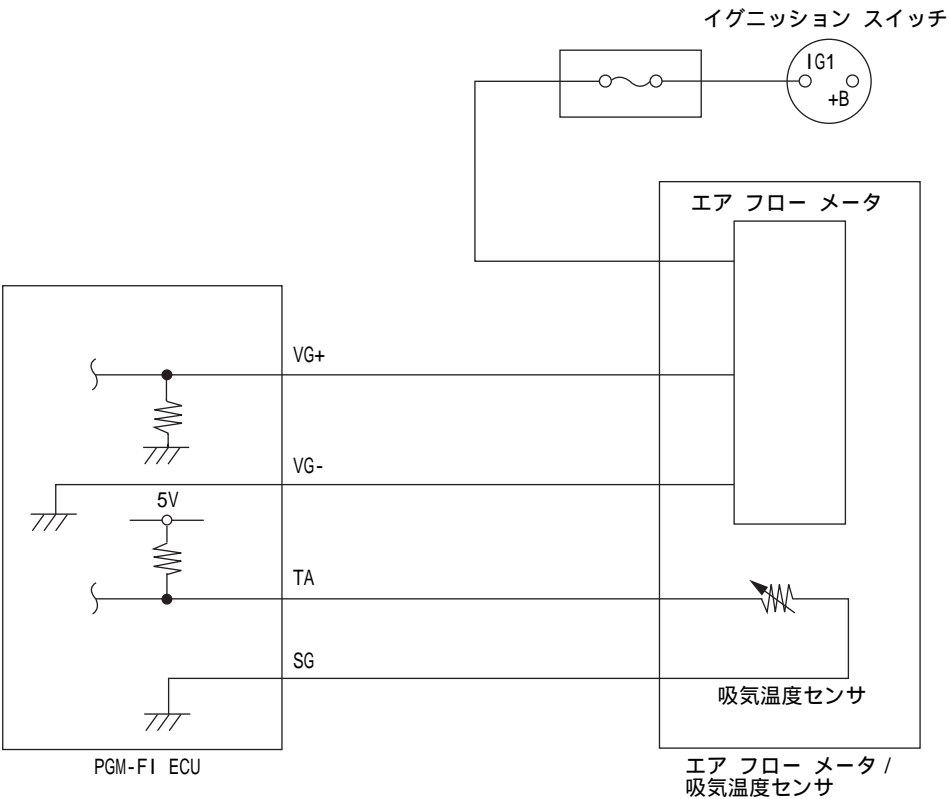 イグニッション スイッチ
IG1
+B
エア フロー メータ
VG+
VG-
5V
TA
SG
吸気温度センサ
PGM-FI ECU
エア フロー メータ /
吸気温度センサ